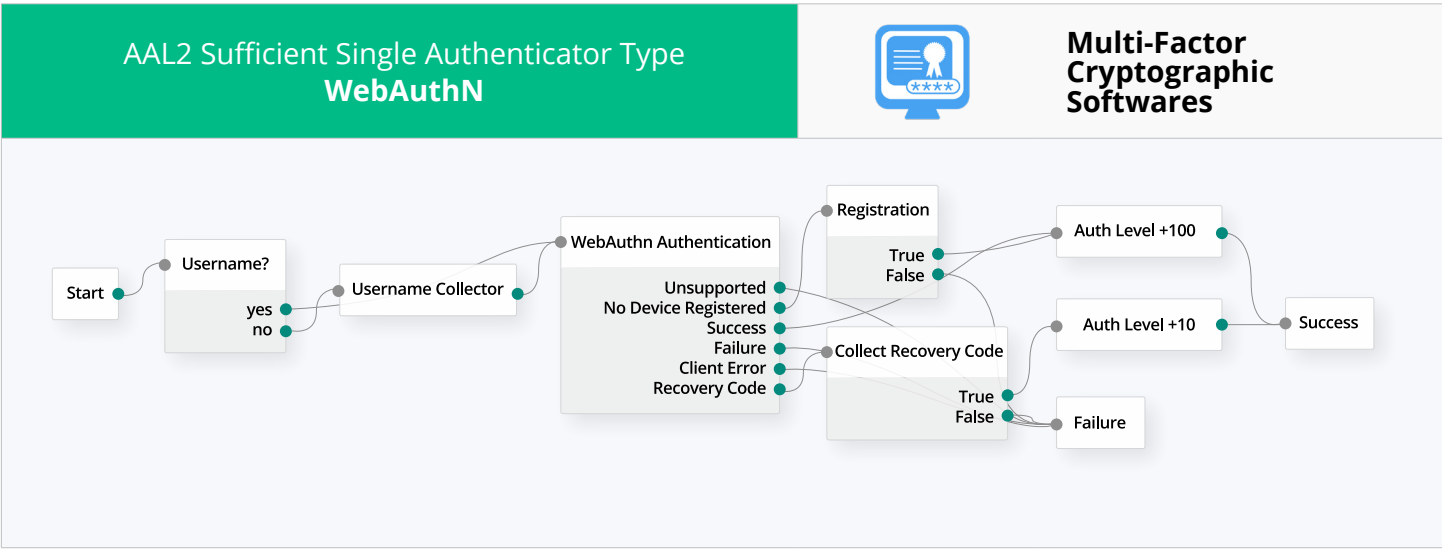 AAL2 Sufficient Single Authenticator Type
WebAuthN
****
Multi-Factor
Cryptographic
Softwares
Start
Username?
yes
no
Username Collector
WebAuthn Authentication
Unsupported
No Device Registered
Success
Failure
Client Error
Recovery Code
Registration
True
False
Collect Recovery Code
True
False
Auth Level +100
Auth Level +10
Success
Failure